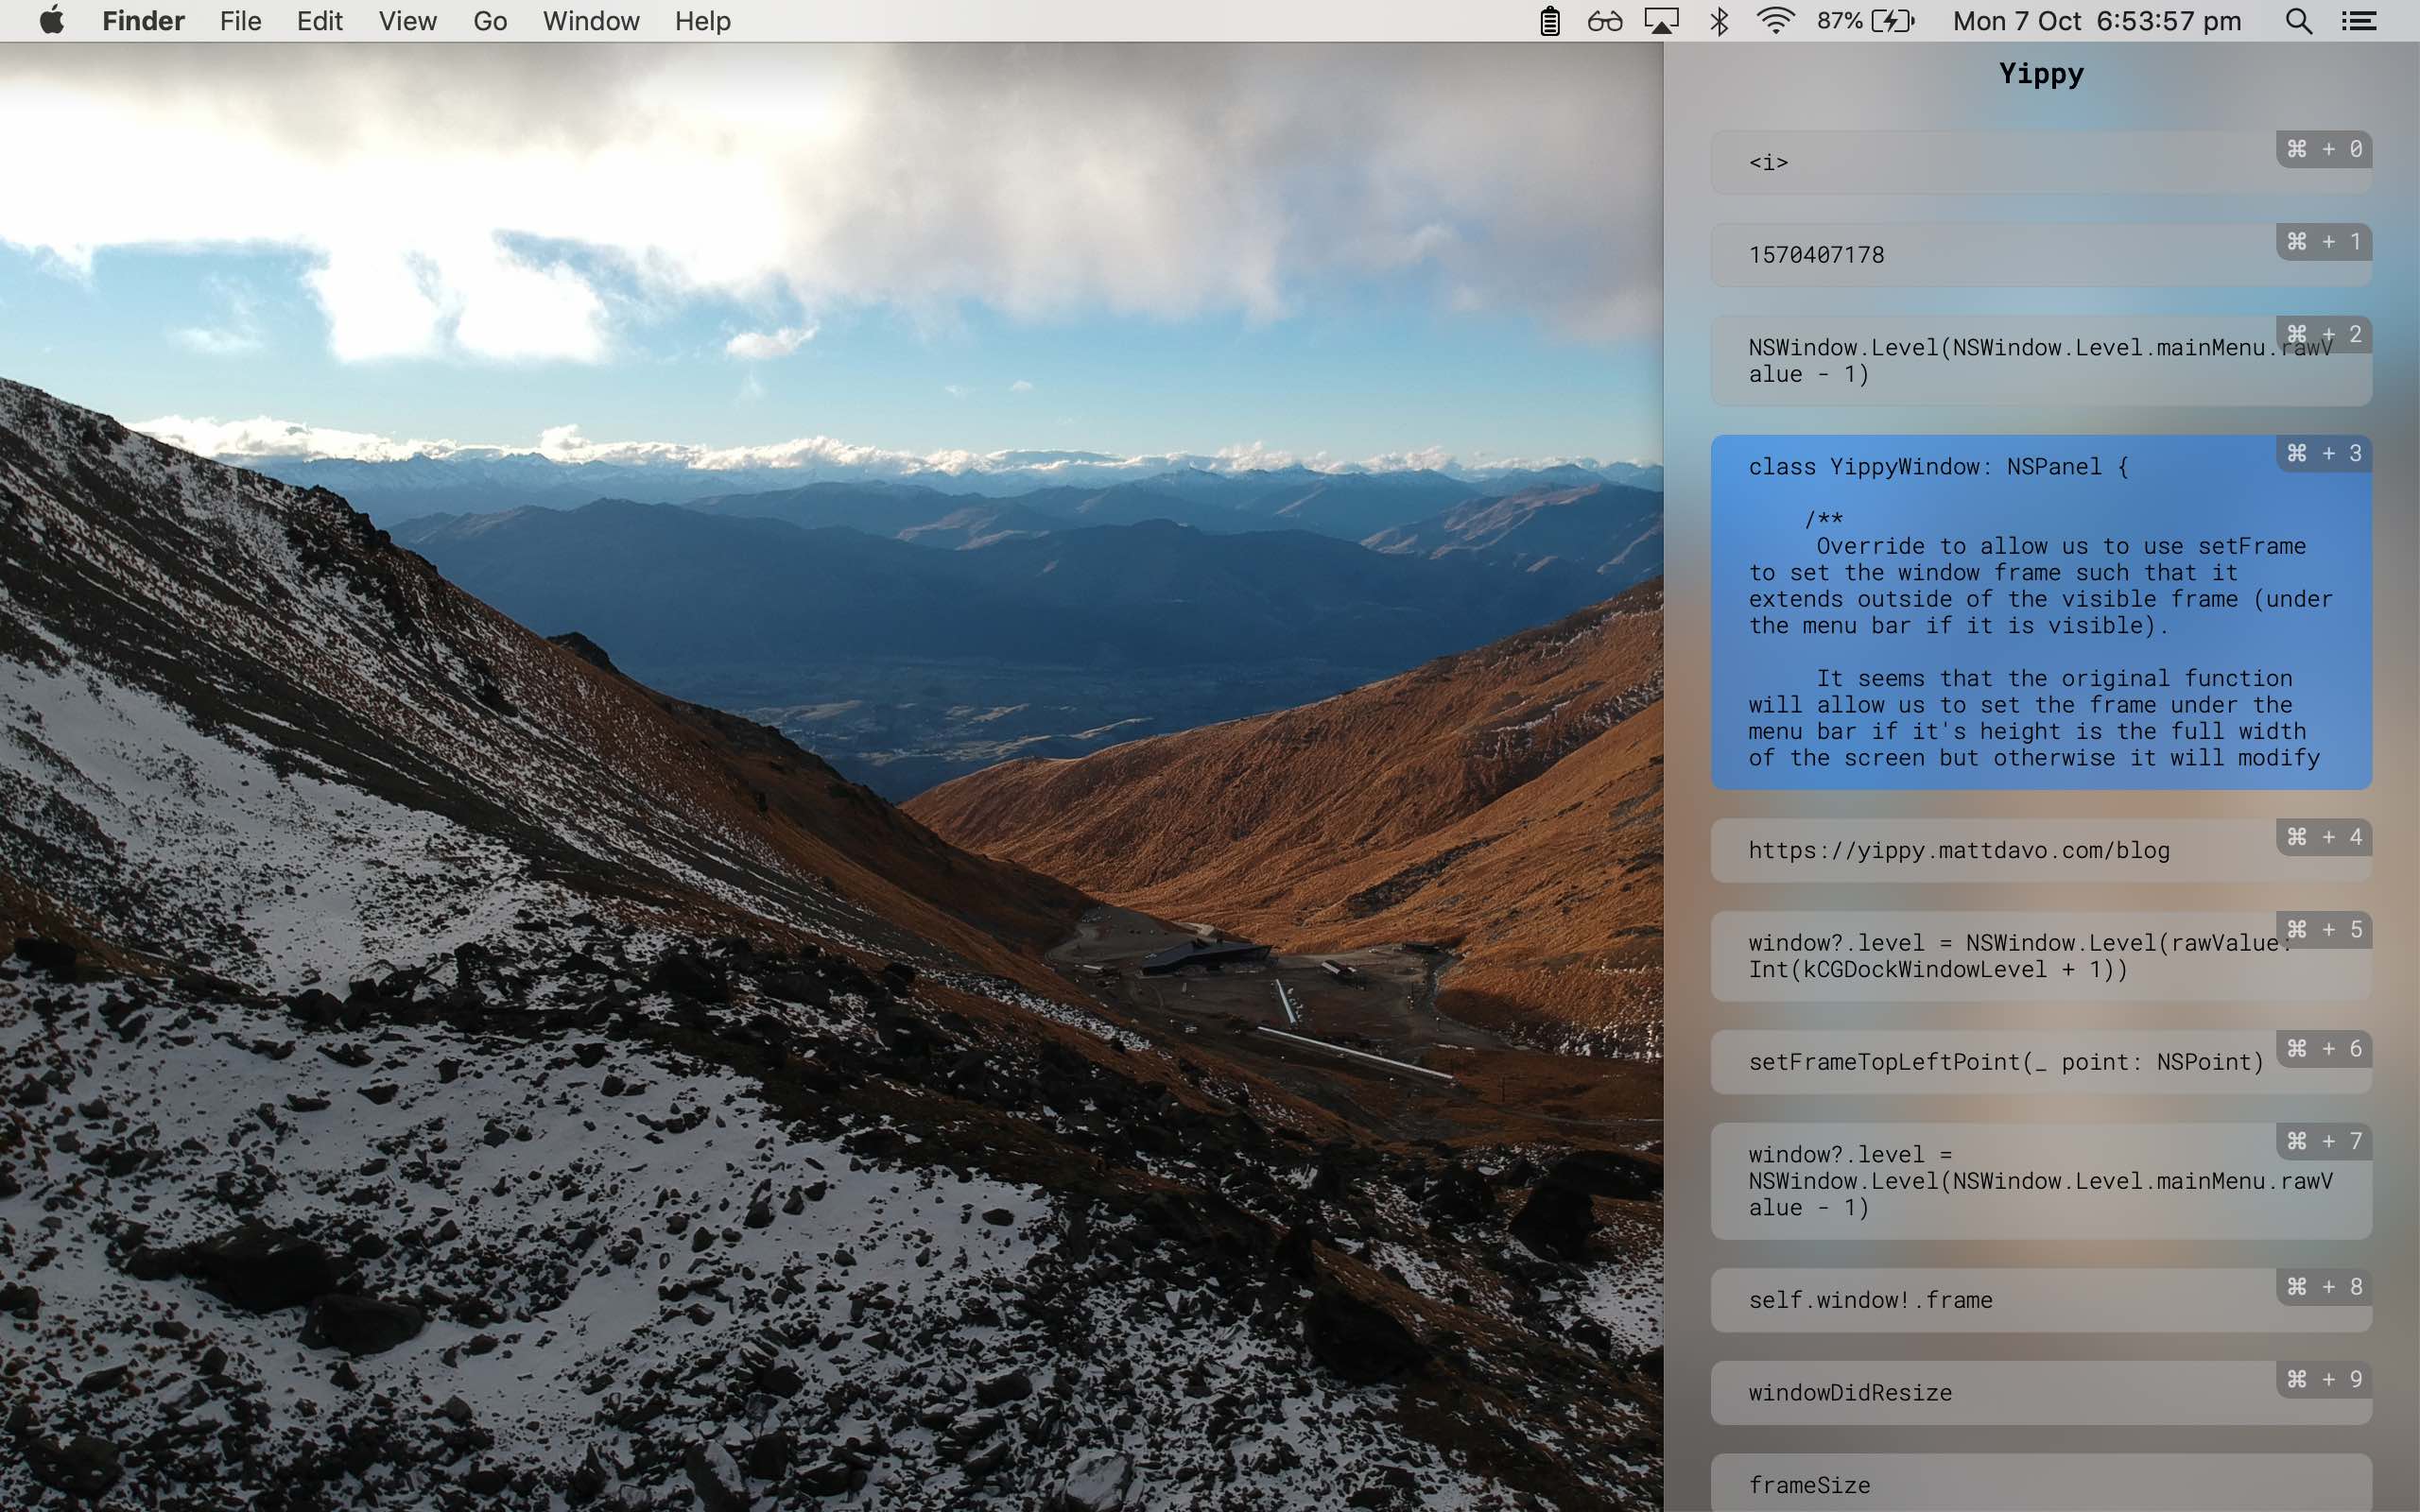 Finder File Edit View Go Window Help 87% Mon 7 Oct 6:53:57 pm
Yippy
<i> ⌘ + 0
1570407178 ⌘ + 1
NSWindow.Level(NSWindow.Level.mainMenu.rawV ⌘ + 2
alue - 1)
class YippyWindow: NSPanel { ⌘ + 3
/**
Override to allow us to use setFrame
to set the window frame such that it
extends outside of the visible frame (under
the menu bar if it is visible).
It seems that the original function
will allow us to set the frame under the
menu bar if it's height is the full width
of the screen but otherwise it will modify
https://yippy.mattdavo.com/blog ⌘ + 4
window?.level = NSWindow.Level(rawValue: ⌘ + 5
Int(kCGDockWindowLevel + 1))
setFrameTopLeftPoint(_ point: NSPoint) ⌘ + 6
window?.level = ⌘ + 7
NSWindow.Level(NSWindow.Level.mainMenu.rawV
alue - 1)
self.window!.frame ⌘ + 8
windowDidResize ⌘ + 9
frameSize